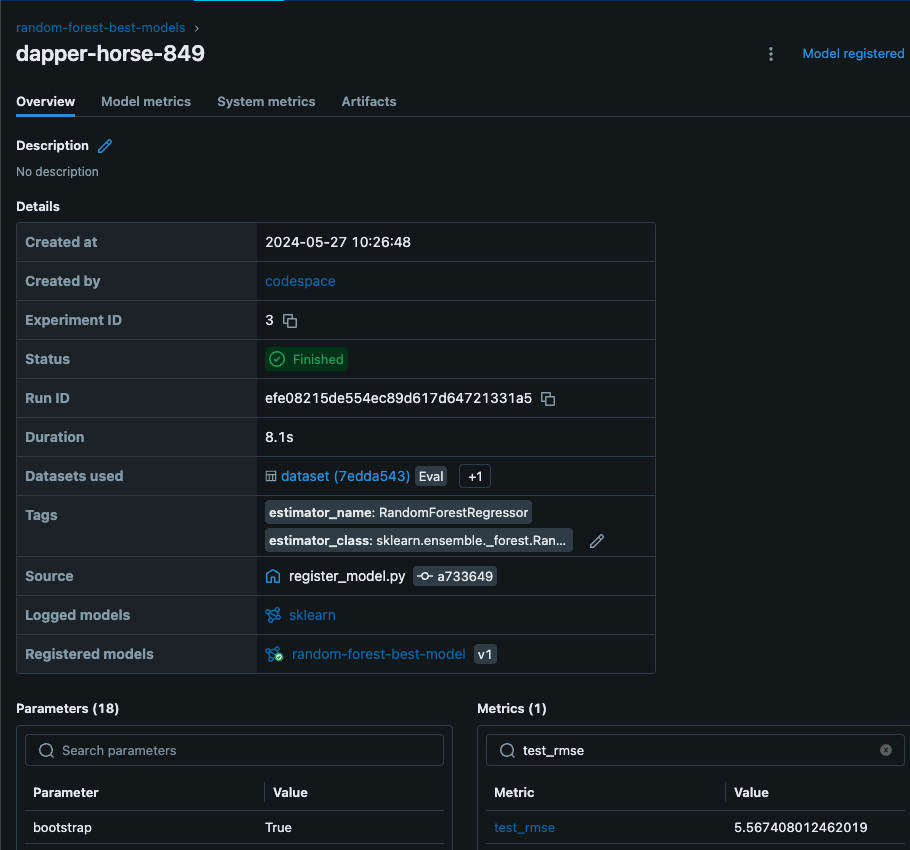 random-forest-best-models ›
dapper-horse-849
Model registered
Overview Model metrics System metrics Artifacts
Description
No description
Details
Created at 2024-05-27 10:26:48
Created by codespace
Experiment ID 3
Status Finished
Run ID efe08215de554ec89d617d64721331a5
Duration 8.1s
Datasets used dataset (7edda543) Eval +1
Tags estimator_name: RandomForestRegressor
estimator_class: sklearn.ensemble._forest.Ran...
Source register_model.py a733649
Logged models sklearn
Registered models random-forest-best-model v1
Parameters (18) Metrics (1)
Search parameters test_rmse
Parameter Value Metric Value
bootstrap True test_rmse 5.567408012462019